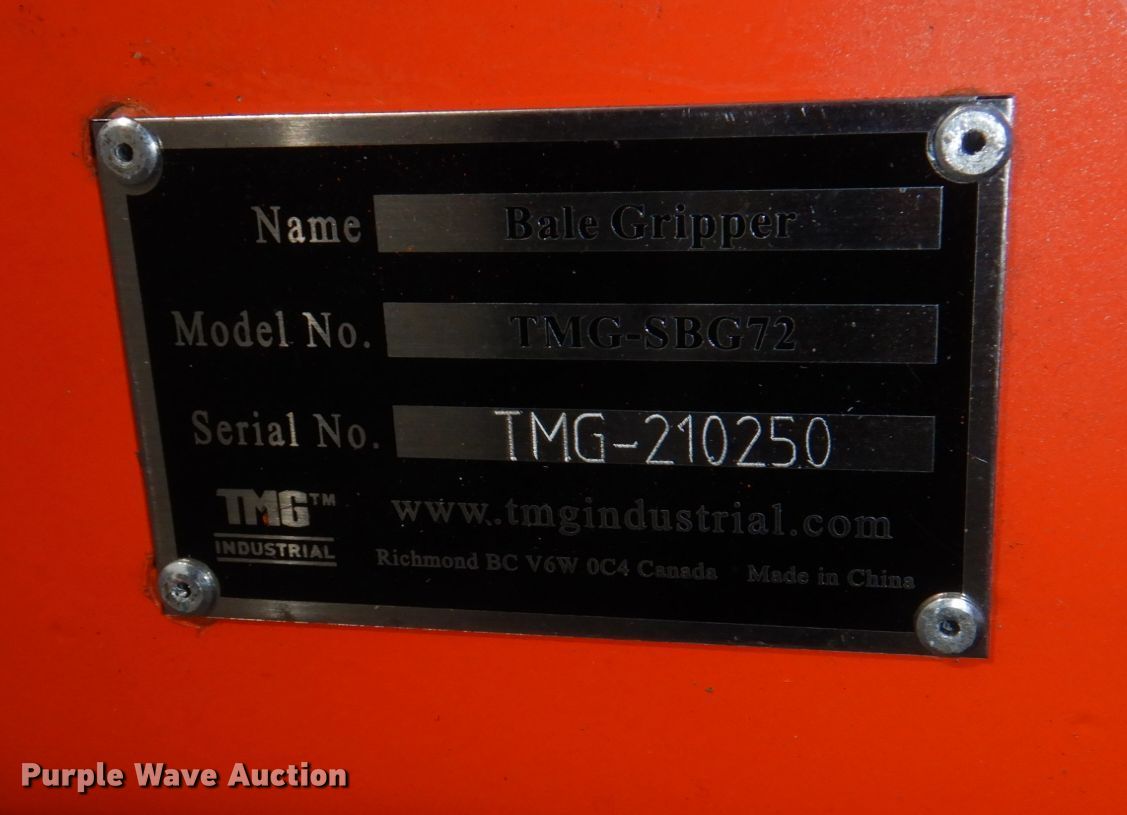 Name Bale Gripper
Model No. TMG-SBG72
Serial No. TMG-210250
TMG™
INDUSTRIAL
www.tmgindustrial.com
Richmond BC V6W 0C4 Canada Made in China
Purple Wave Auction